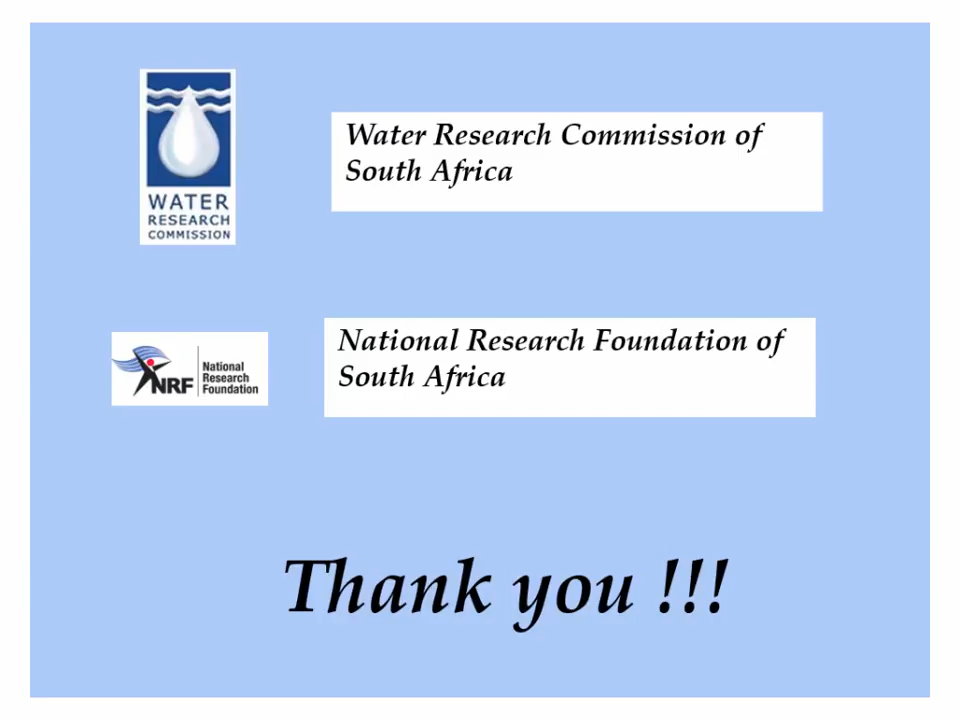 WATER
RESEARCH
COMMISSION
Water Research Commission of
South Africa
NRF
National
Research
Foundation
National Research Foundation of
South Africa
Thank you !!!